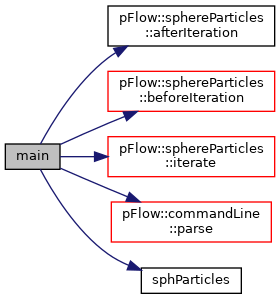 pFlow::sphereParticles
::afterIteration
pFlow::sphereParticles
::beforeIteration
main
pFlow::sphereParticles
::iterate
pFlow::commandLine
::parse
sphParticles